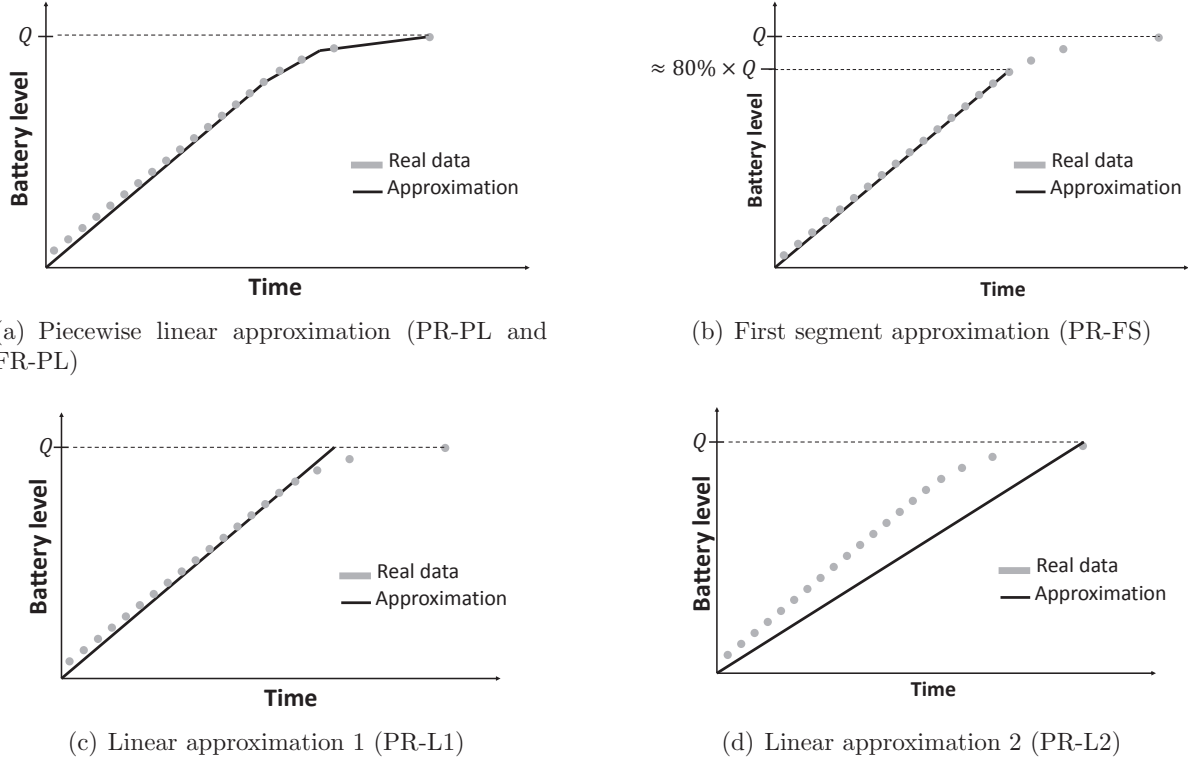 Q
Battery level
Real data
Approximation
Time
(a) Piecewise linear approximation (PR-PL and
FR-PL)
Q
≈ 80% × Q
Battery level
Real data
Approximation
Time
(b) First segment approximation (PR-FS)
Q
Battery level
Real data
Approximation
Time
(c) Linear approximation 1 (PR-L1)
Q
Battery level
Real data
Approximation
Time
(d) Linear approximation 2 (PR-L2)